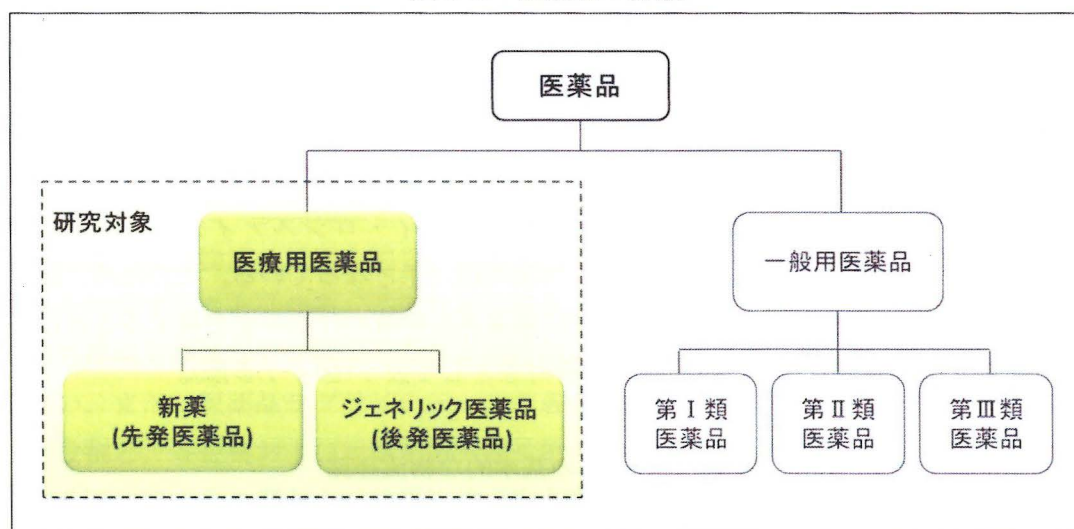 医薬品
研究対象
医療用医薬品
一般用医薬品
新薬
(先発医薬品)
ジェネリック医薬品
(後発医薬品)
第Ⅰ類
医薬品
第Ⅱ類
医薬品
第Ⅲ類
医薬品